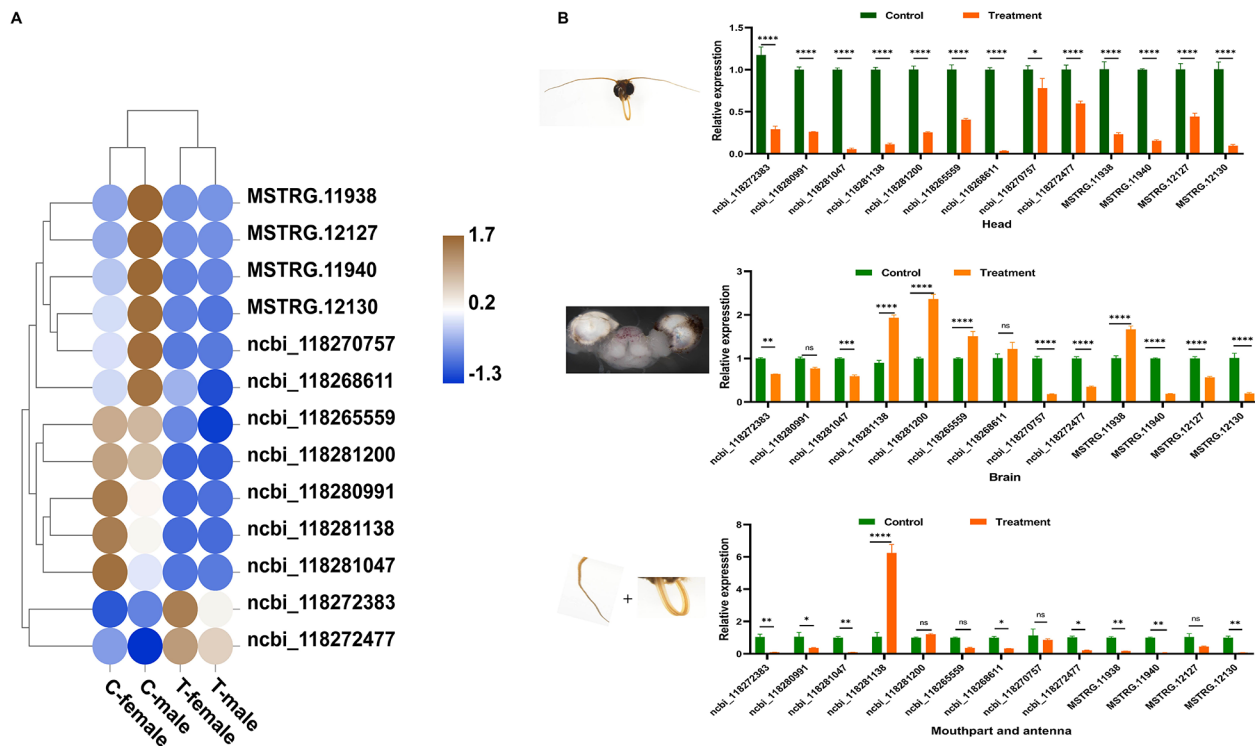 A
MSTRG.11938
MSTRG.12127
MSTRG.11940
MSTRG.12130
ncbi_118270757
ncbi_118268611
ncbi_118265559
ncbi_118281200
ncbi_118280991
ncbi_118281138
ncbi_118281047
ncbi_118272383
ncbi_118272477
C-female
C-male
T-female
T-male
1.7
0.2
-1.3
B
Control Treatment
Relative expresstion
1.5
1.0
0.5
0.0
**** **** **** **** **** **** **** * **** **** **** **** ****
ncbi_118272383
ncbi_118280991
ncbi_118281047
ncbi_118281138
ncbi_118281200
ncbi_118265559
ncbi_118268611
ncbi_118270757
ncbi_118272477
MSTRG.11938
MSTRG.11940
MSTRG.12127
MSTRG.12130
Head
Control Treatment
Relative expresstion
3
2
1
0
** ns *** **** **** **** ns **** **** **** **** **** ****
ncbi_118272383
ncbi_118280991
ncbi_118281047
ncbi_118281138
ncbi_118281200
ncbi_118265559
ncbi_118268611
ncbi_118270757
ncbi_118272477
MSTRG.11938
MSTRG.11940
MSTRG.12127
MSTRG.12130
Brain
+
Control Treatment
Relative expresstion
8
6
4
2
0
** * ** **** ns ns * ns * ** ** ns **
ncbi_118272383
ncbi_118280991
ncbi_118281047
ncbi_118281138
ncbi_118281200
ncbi_118265559
ncbi_118268611
ncbi_118270757
ncbi_118272477
MSTRG.11938
MSTRG.11940
MSTRG.12127
MSTRG.12130
Mouthpart and antenna